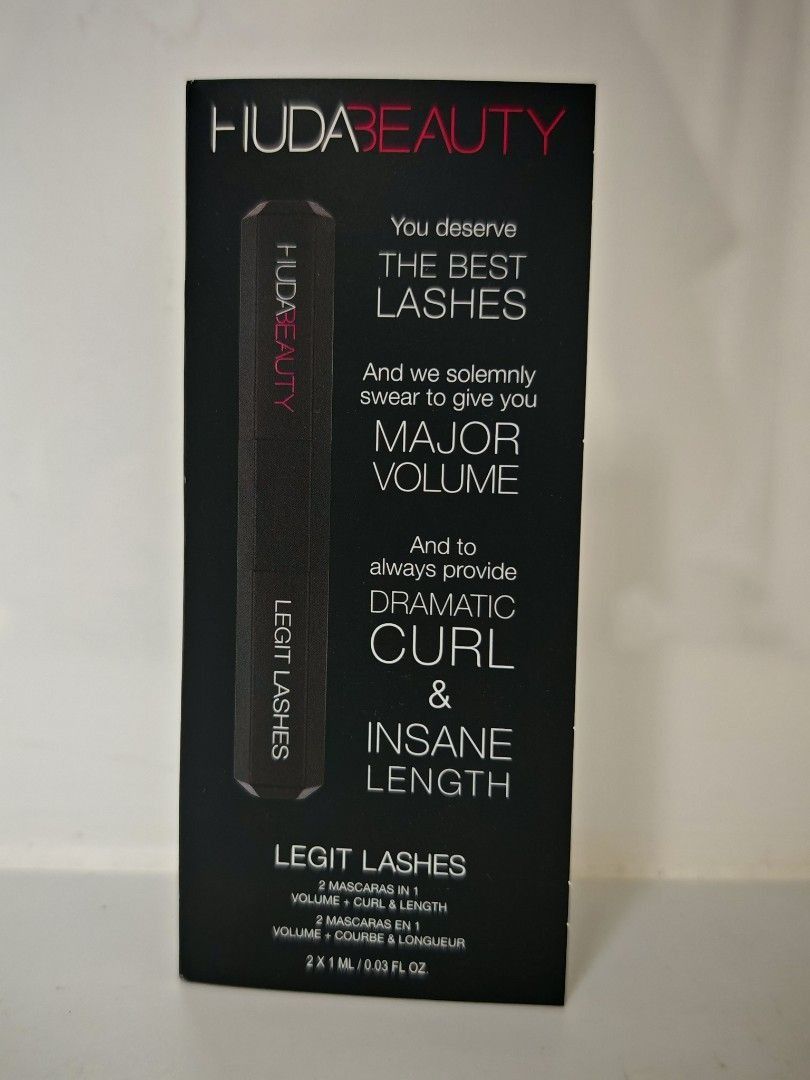 HUDABEAUTY
HUDABEAUTY
LEGIT LASHES
You deserve
THE BEST
LASHES
And we solemnly
swear to give you
MAJOR
VOLUME
And to
always provide
DRAMATIC
CURL
&
INSANE
LENGTH
LEGIT LASHES
2 MASCARAS IN 1
VOLUME + CURL & LENGTH
2 MASCARAS EN 1
VOLUME + COURBE & LONGUEUR
2 X 1 ML / 0.03 FL OZ.